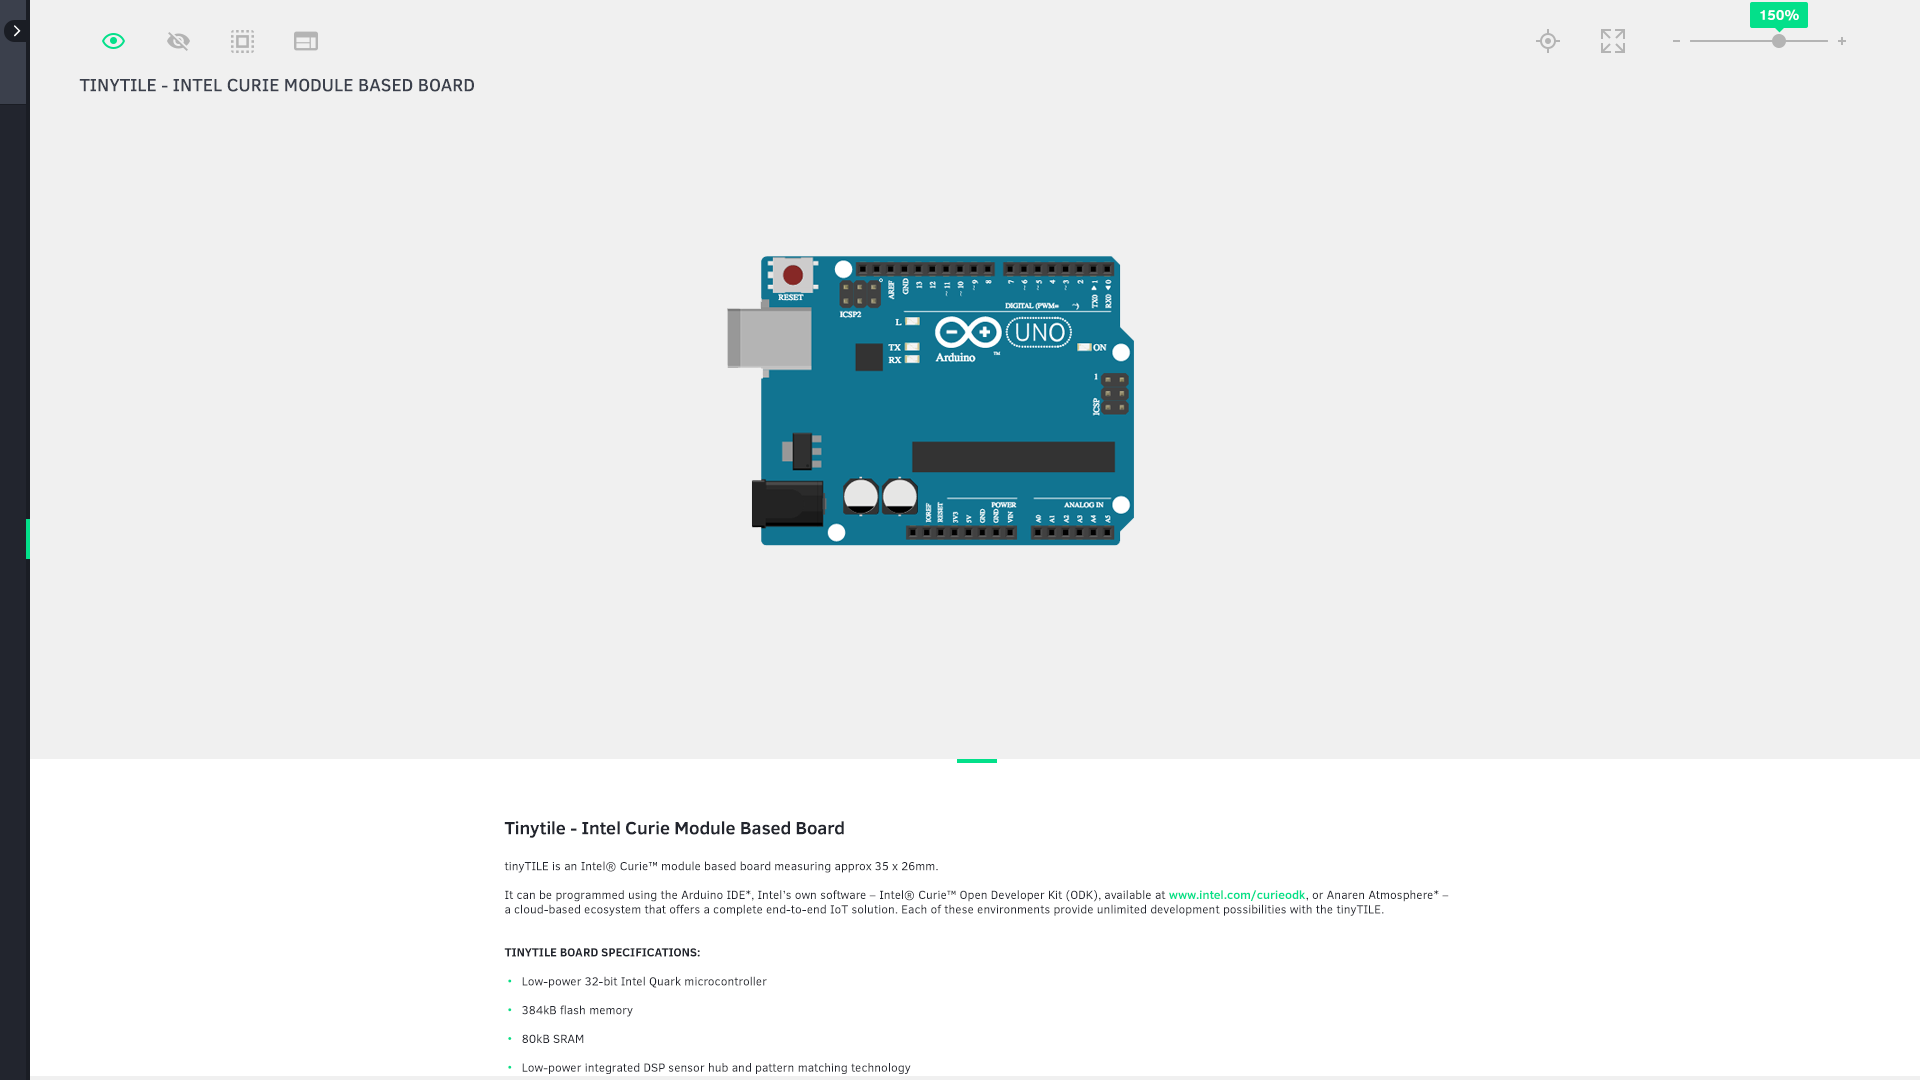 150%
TINYTILE - INTEL CURIE MODULE BASED BOARD
RESET
ICSP2
AREF
GND
13
12
~11
~10
~9
8
7
~6
~5
4
~3
2
TX0 ▶ 1
RX0 ◀ 0
DIGITAL (PWM= ~)
L
TX
RX
Arduino
™
UNO
ON
1
ICSP
IOREF
RESET
3V3
5V
GND
GND
VIN
POWER
ANALOG IN
A0
A1
A2
A3
A4
A5
Tinytile - Intel Curie Module Based Board
tinyTILE is an Intel® Curie™ module based board measuring approx 35 x 26mm.
It can be programmed using the Arduino IDE*, Intel's own software – Intel® Curie™ Open Developer Kit (ODK), available at www.intel.com/curieodk, or Anaren Atmosphere* –
a cloud-based ecosystem that offers a complete end-to-end IoT solution. Each of these environments provide unlimited development possibilities with the tinyTILE.
TINYTILE BOARD SPECIFICATIONS:
• Low-power 32-bit Intel Quark microcontroller
• 384kB flash memory
• 80kB SRAM
• Low-power integrated DSP sensor hub and pattern matching technology